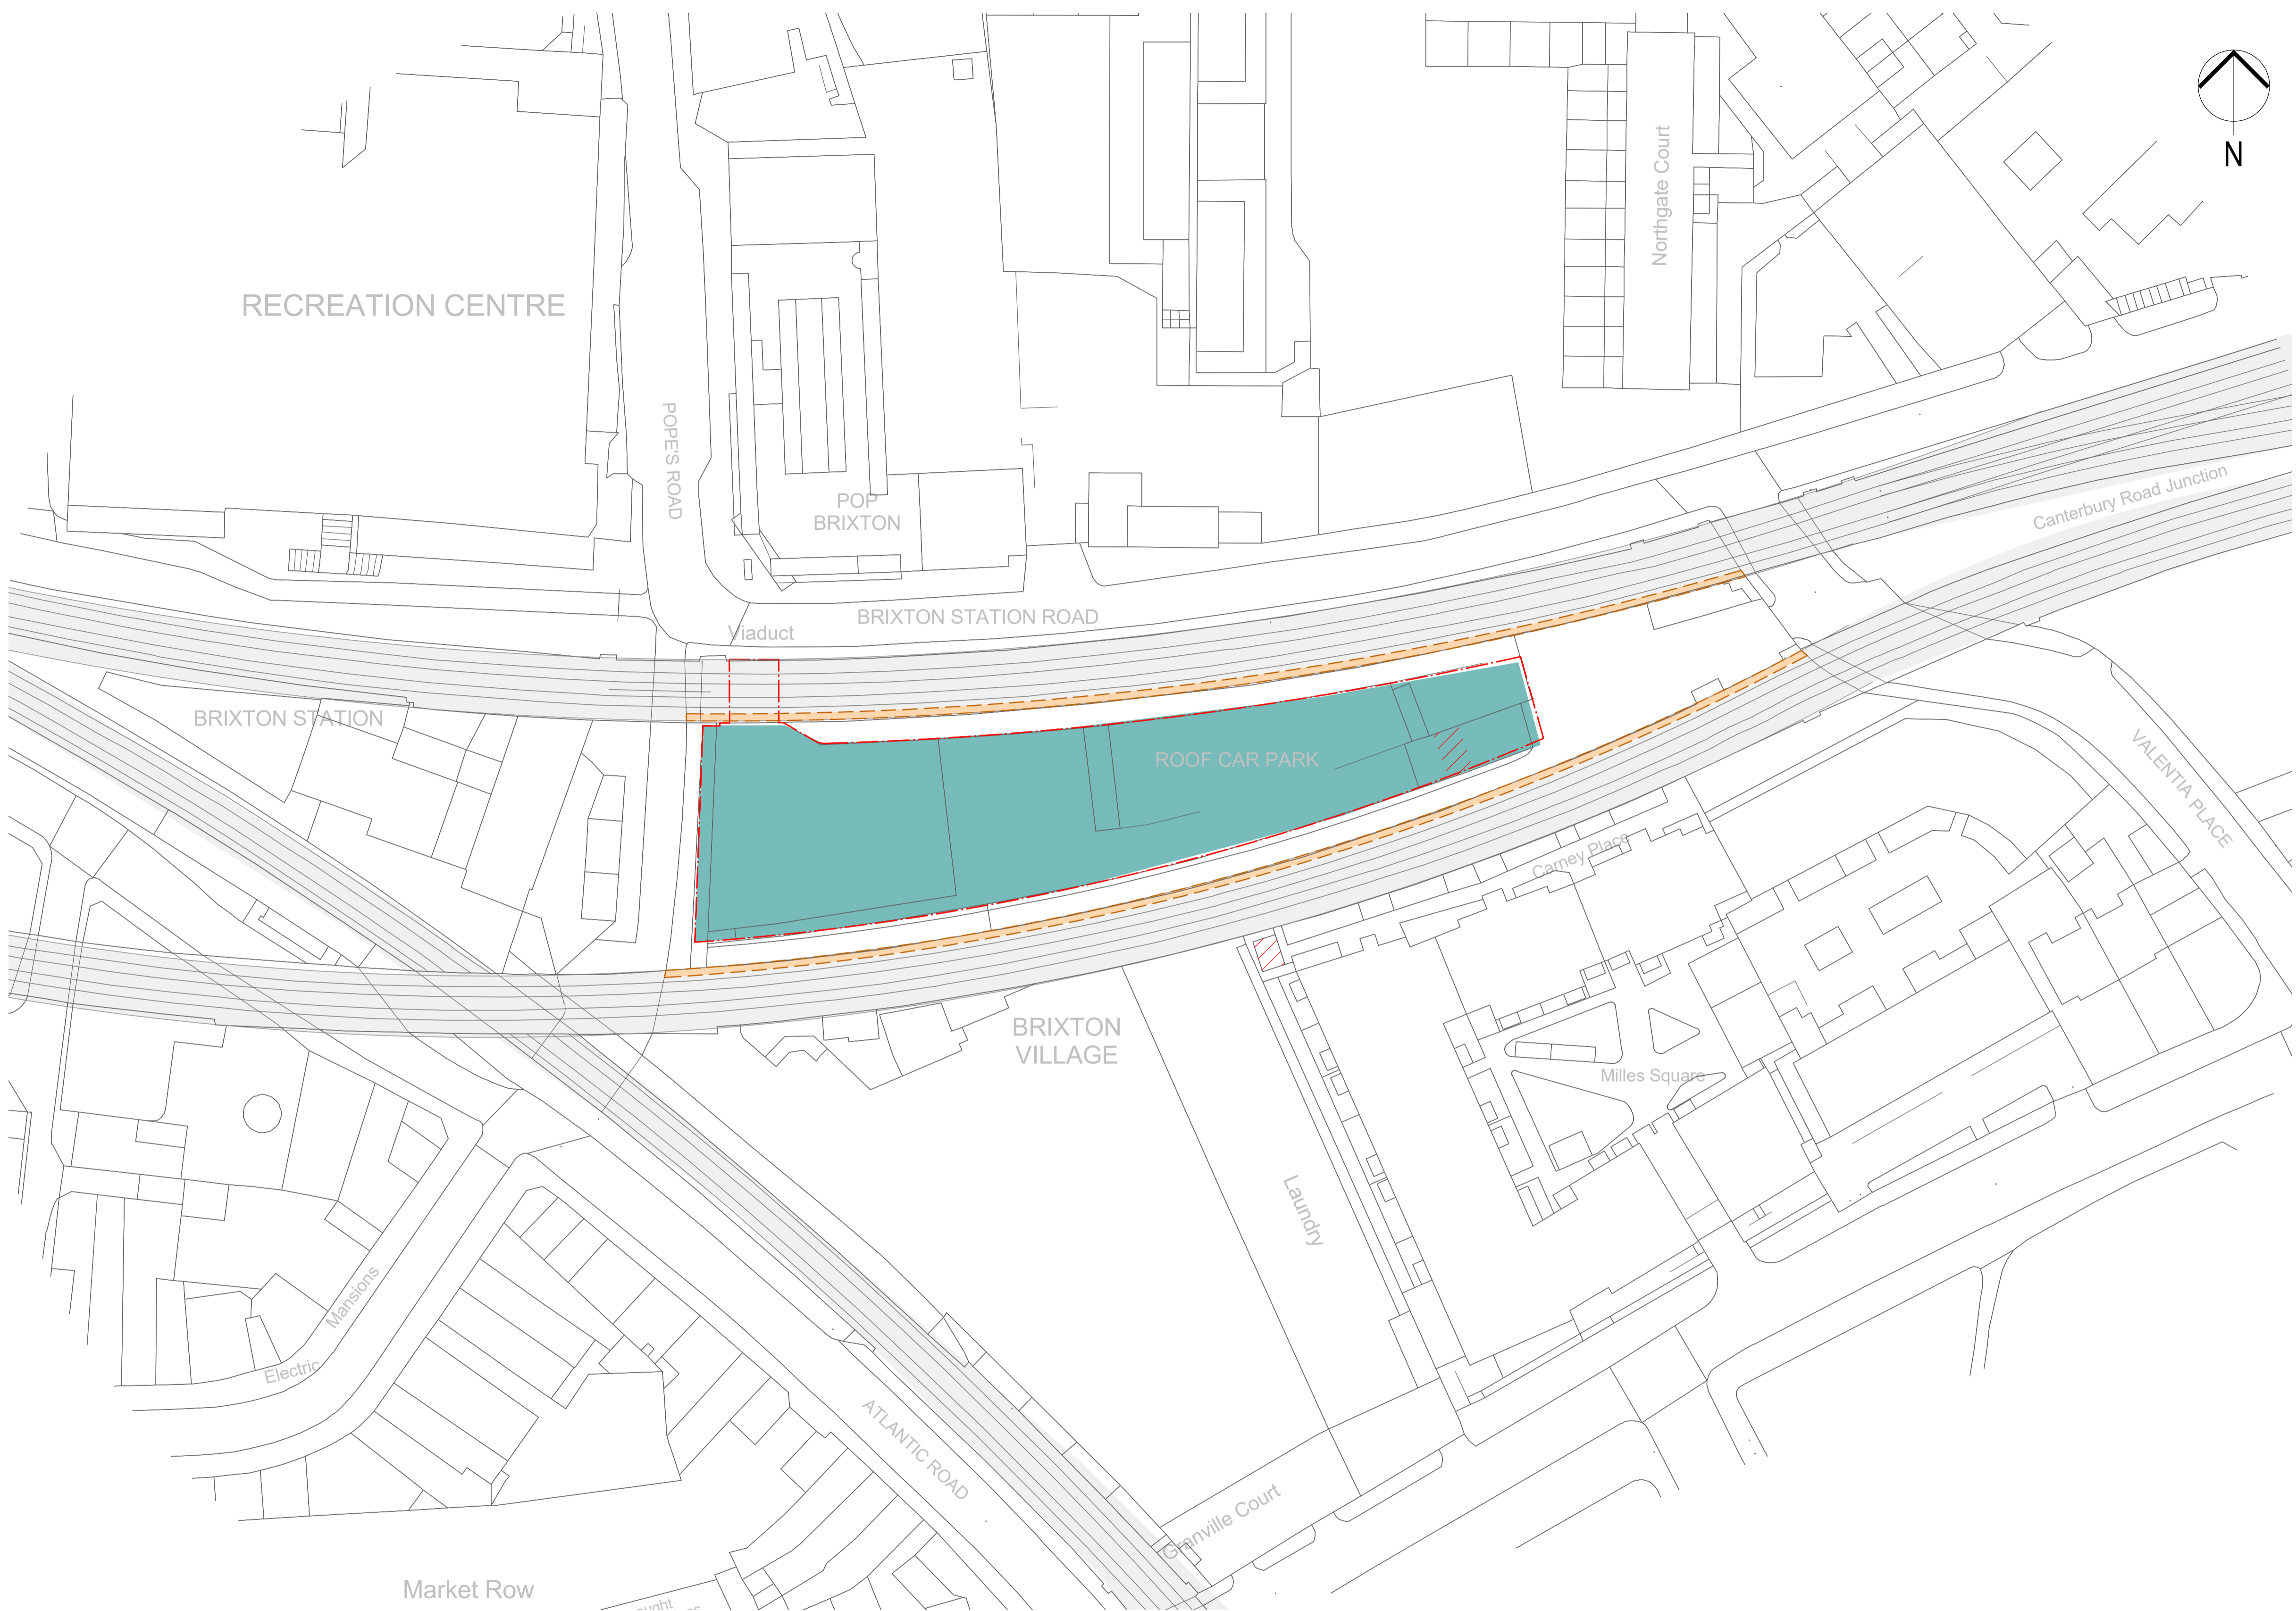 N
Northgate Court
RECREATION CENTRE
POPE'S ROAD
POP
BRIXTON
Canterbury Road Junction
BRIXTON STATION ROAD
Viaduct
BRIXTON STATION
ROOF CAR PARK
VALENTIA PLACE
Carney Place
BRIXTON
VILLAGE
Milles Square
Laundry
Mansions
Electric
ATLANTIC ROAD
Granville Court
Market Row